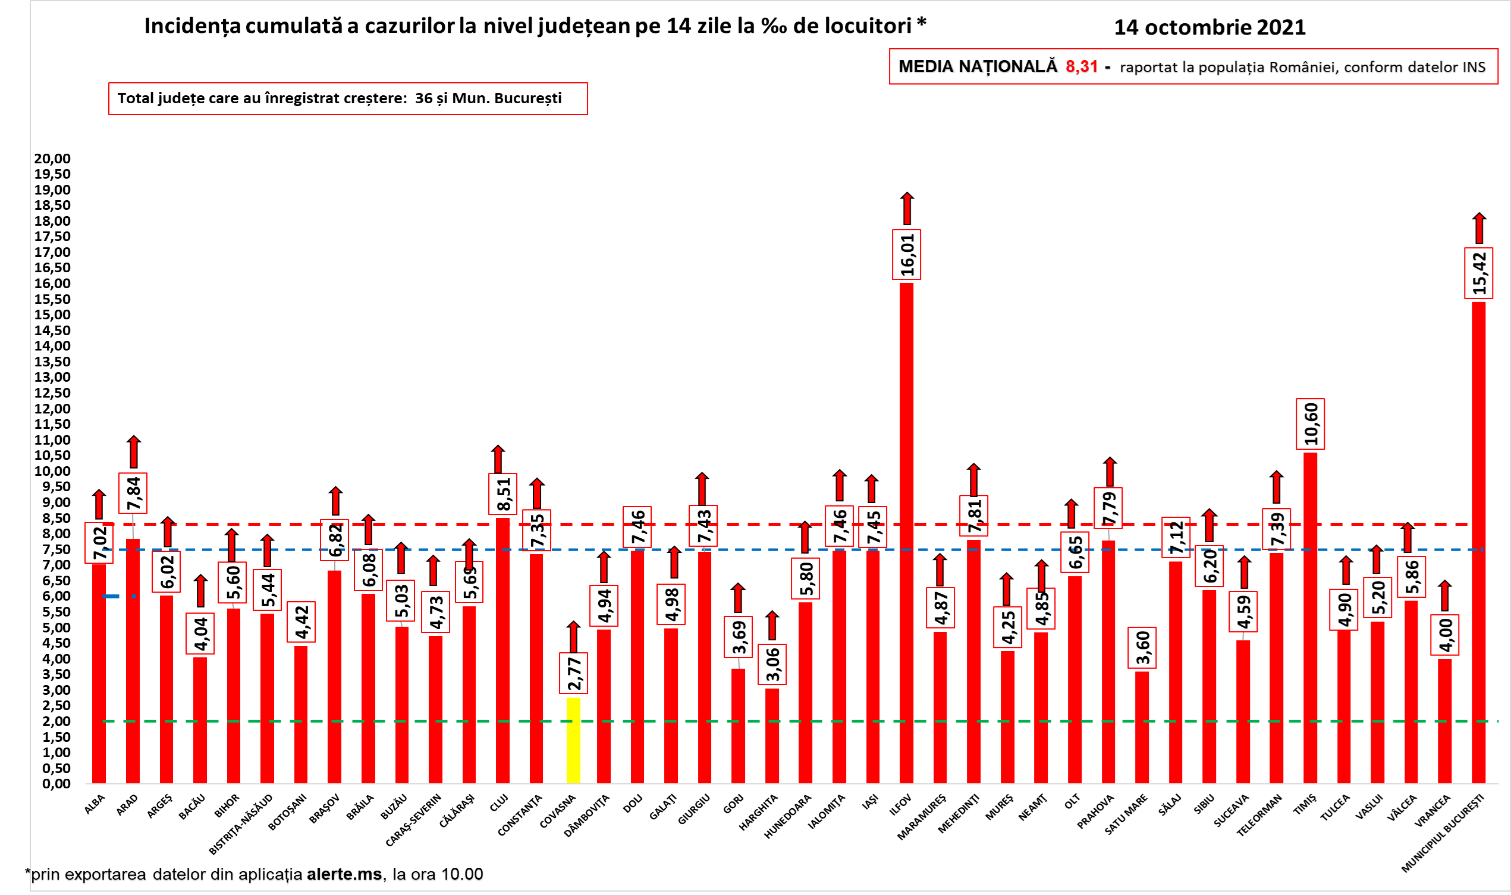 Incidența cumulată a cazurilor la nivel județean pe 14 zile la ‰ de locuitori *
14 octombrie 2021
MEDIA NAȚIONALĂ 8,31 - raportat la populația României, conform datelor INS
Total județe care au înregistrat creștere: 36 și Mun. București
20,00
19,50
19,00
18,50
18,00
17,50
17,00
16,50
16,00
15,50
15,00
14,50
14,00
13,50
13,00
12,50
12,00
11,50
11,00
10,50
10,00
9,50
9,00
8,50
8,00
7,50
7,00
6,50
6,00
5,50
5,00
4,50
4,00
3,50
3,00
2,50
2,00
1,50
1,00
0,50
0,00
7,02
7,84
6,02
4,04
5,60
5,44
4,42
6,82
6,08
5,03
4,73
5,69
8,51
7,35
2,77
4,94
7,46
4,98
7,43
3,69
3,06
5,80
7,46
7,45
16,01
4,87
7,81
4,25
4,85
6,65
7,79
3,60
7,12
6,20
4,59
7,39
10,60
4,90
5,20
5,86
4,00
15,42
ALBA
ARAD
ARGEȘ
BACĂU
BIHOR
BISTRIȚA-NĂSĂUD
BOTOȘANI
BRAȘOV
BRĂILA
BUZĂU
CARAȘ-SEVERIN
CĂLĂRAȘI
CLUJ
CONSTANȚA
COVASNA
DÂMBOVIȚA
DOLJ
GALAȚI
GIURGIU
GORJ
HARGHITA
HUNEDOARA
IALOMIȚA
IAȘI
ILFOV
MARAMUREȘ
MEHEDINȚI
MUREȘ
NEAMȚ
OLT
PRAHOVA
SATU MARE
SĂLAJ
SIBIU
SUCEAVA
TELEORMAN
TIMIȘ
TULCEA
VASLUI
VÂLCEA
VRANCEA
MUNICIPIUL BUCUREȘTI
*prin exportarea datelor din aplicația alerte.ms, la ora 10.00